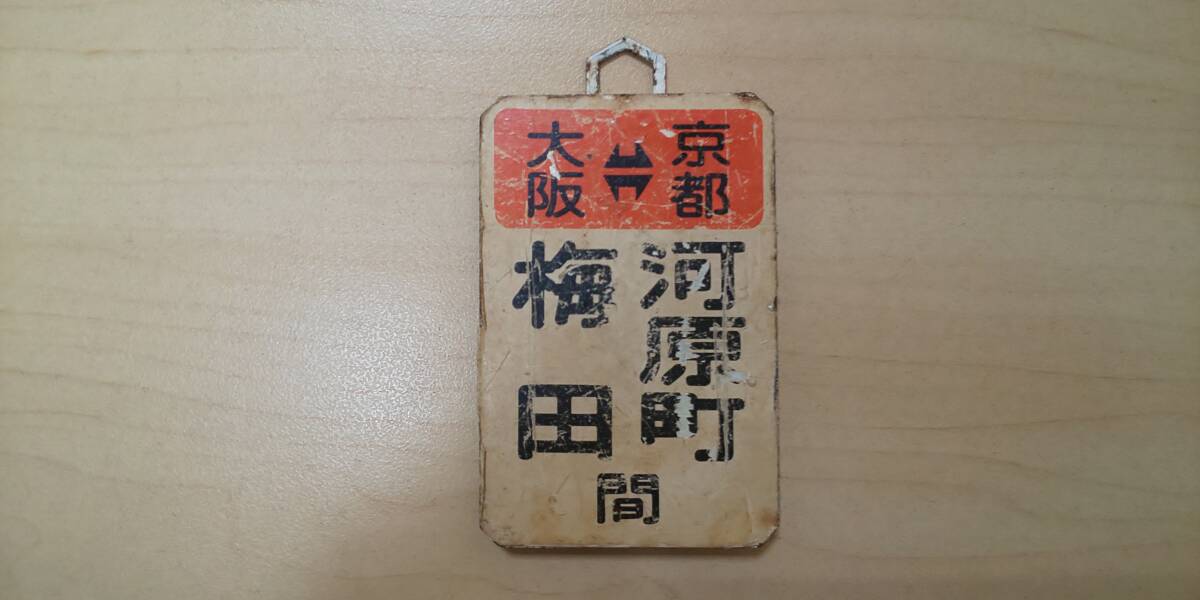 大阪 ↔ 京都
梅田 河原町
間